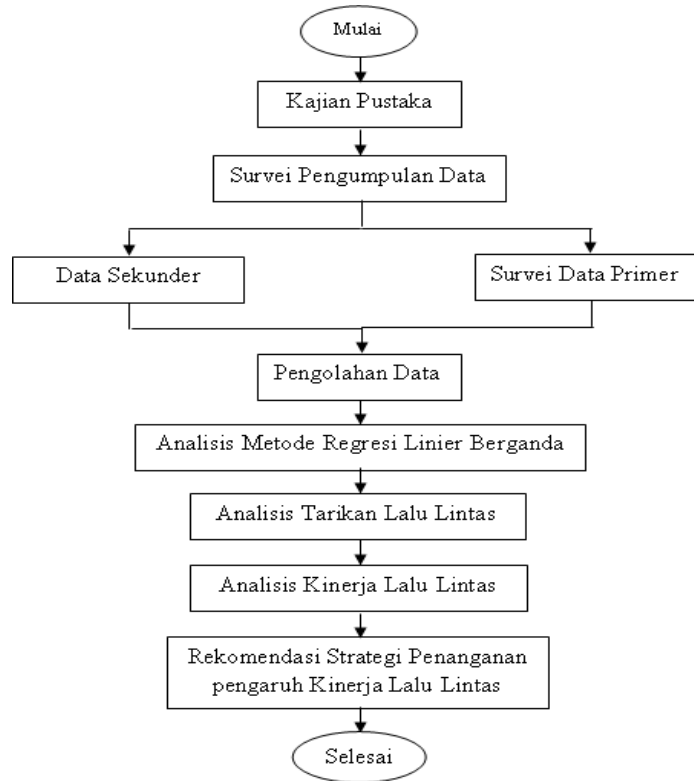 Mulai
Kajian Pustaka
Survei Pengumpulan Data
Data Sekunder
Survei Data Primer
Pengolahan Data
Analisis Metode Regresi Linier Berganda
Analisis Tarikan Lalu Lintas
Analisis Kinerja Lalu Lintas
Rekomendasi Strategi Penanganan
pengaruh Kinerja Lalu Lintas
Selesai